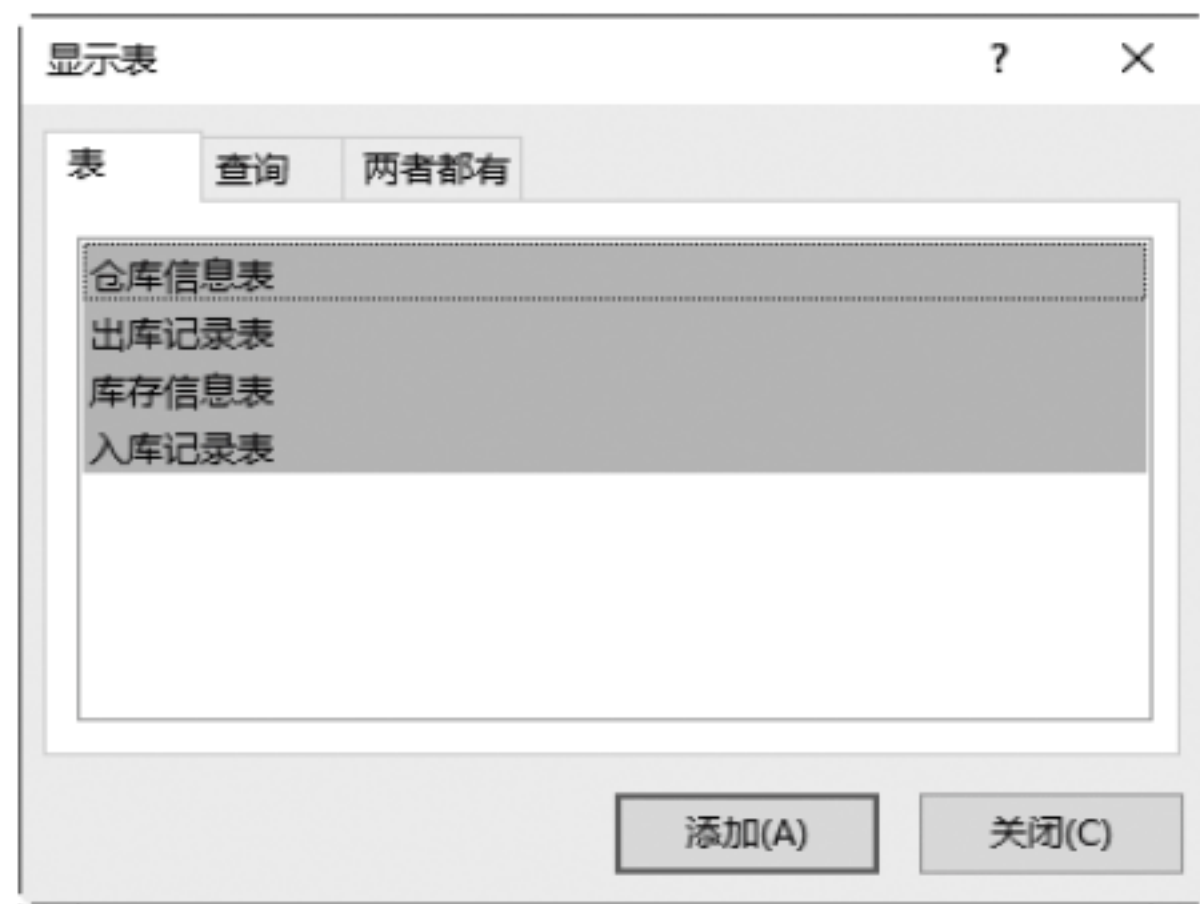 显示表 ? ×
表 查询 两者都有
仓库信息表
出库记录表
库存信息表
入库记录表
添加(A) 关闭(C)